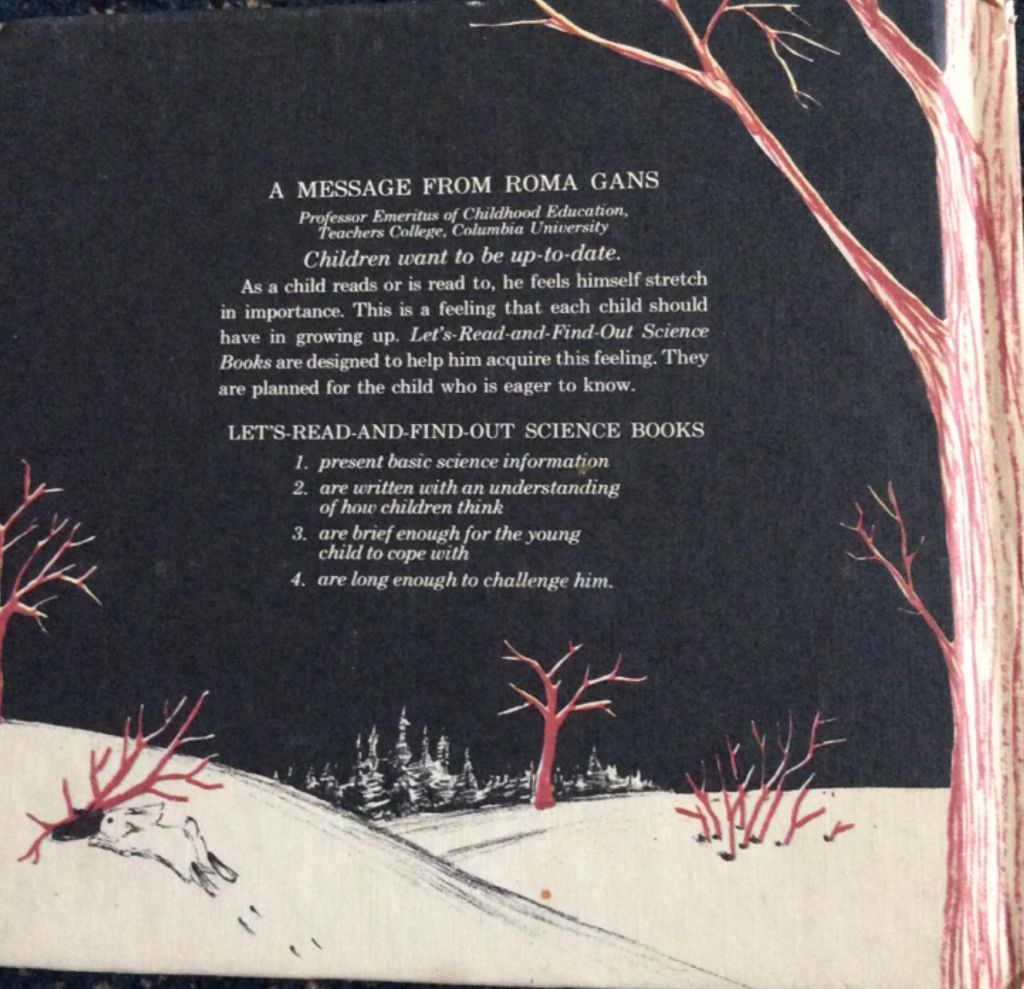 A MESSAGE FROM ROMA GANS
Professor Emeritus of Childhood Education,
Teachers College, Columbia University
Children want to be up-to-date.
As a child reads or is read to, he feels himself stretch
in importance. This is a feeling that each child should
have in growing up. Let's-Read-and-Find-Out Science
Books are designed to help him acquire this feeling. They
are planned for the child who is eager to know.
LET'S-READ-AND-FIND-OUT SCIENCE BOOKS
1. present basic science information
2. are written with an understanding
of how children think
3. are brief enough for the young
child to cope with
4. are long enough to challenge him.